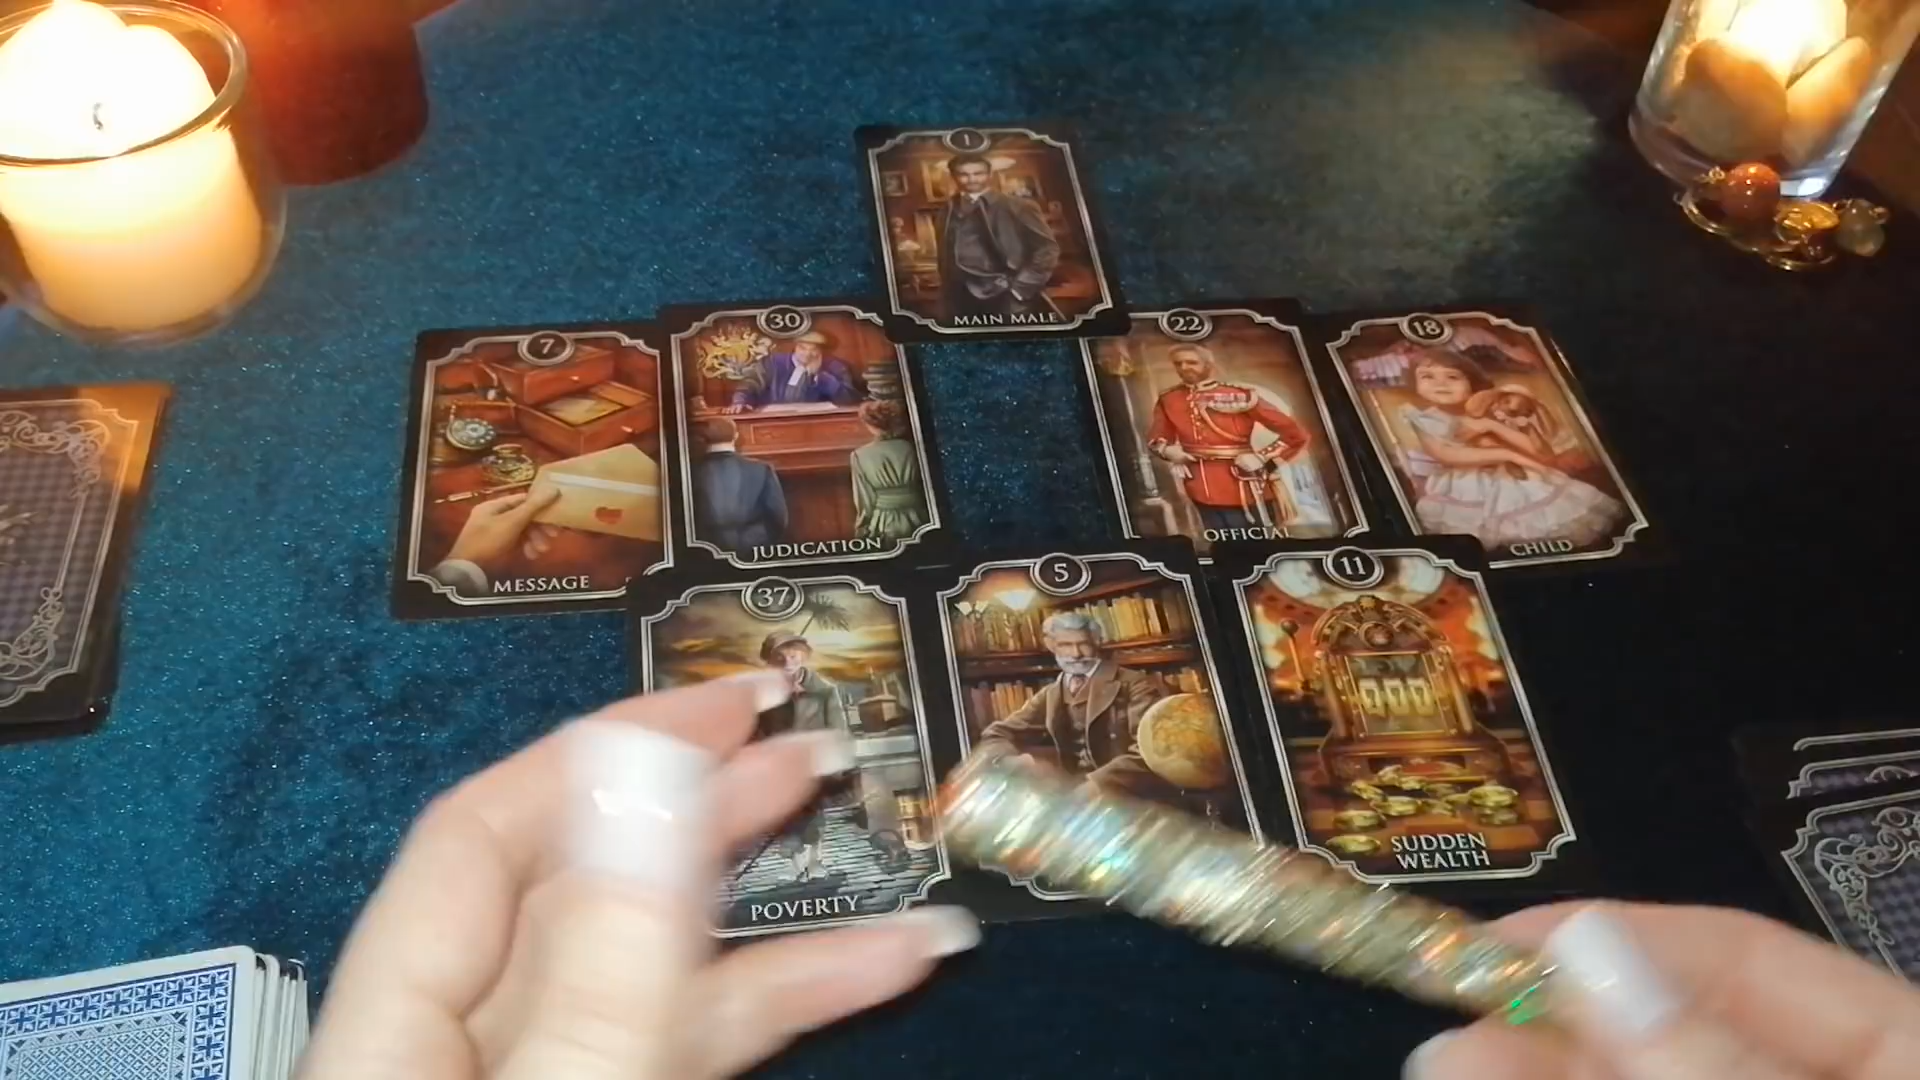 1
MAIN MALE
7
MESSAGE
30
JUDICATION
22
OFFICIAL
18
CHILD
37
POVERTY
5
11
SUDDEN
WEALTH